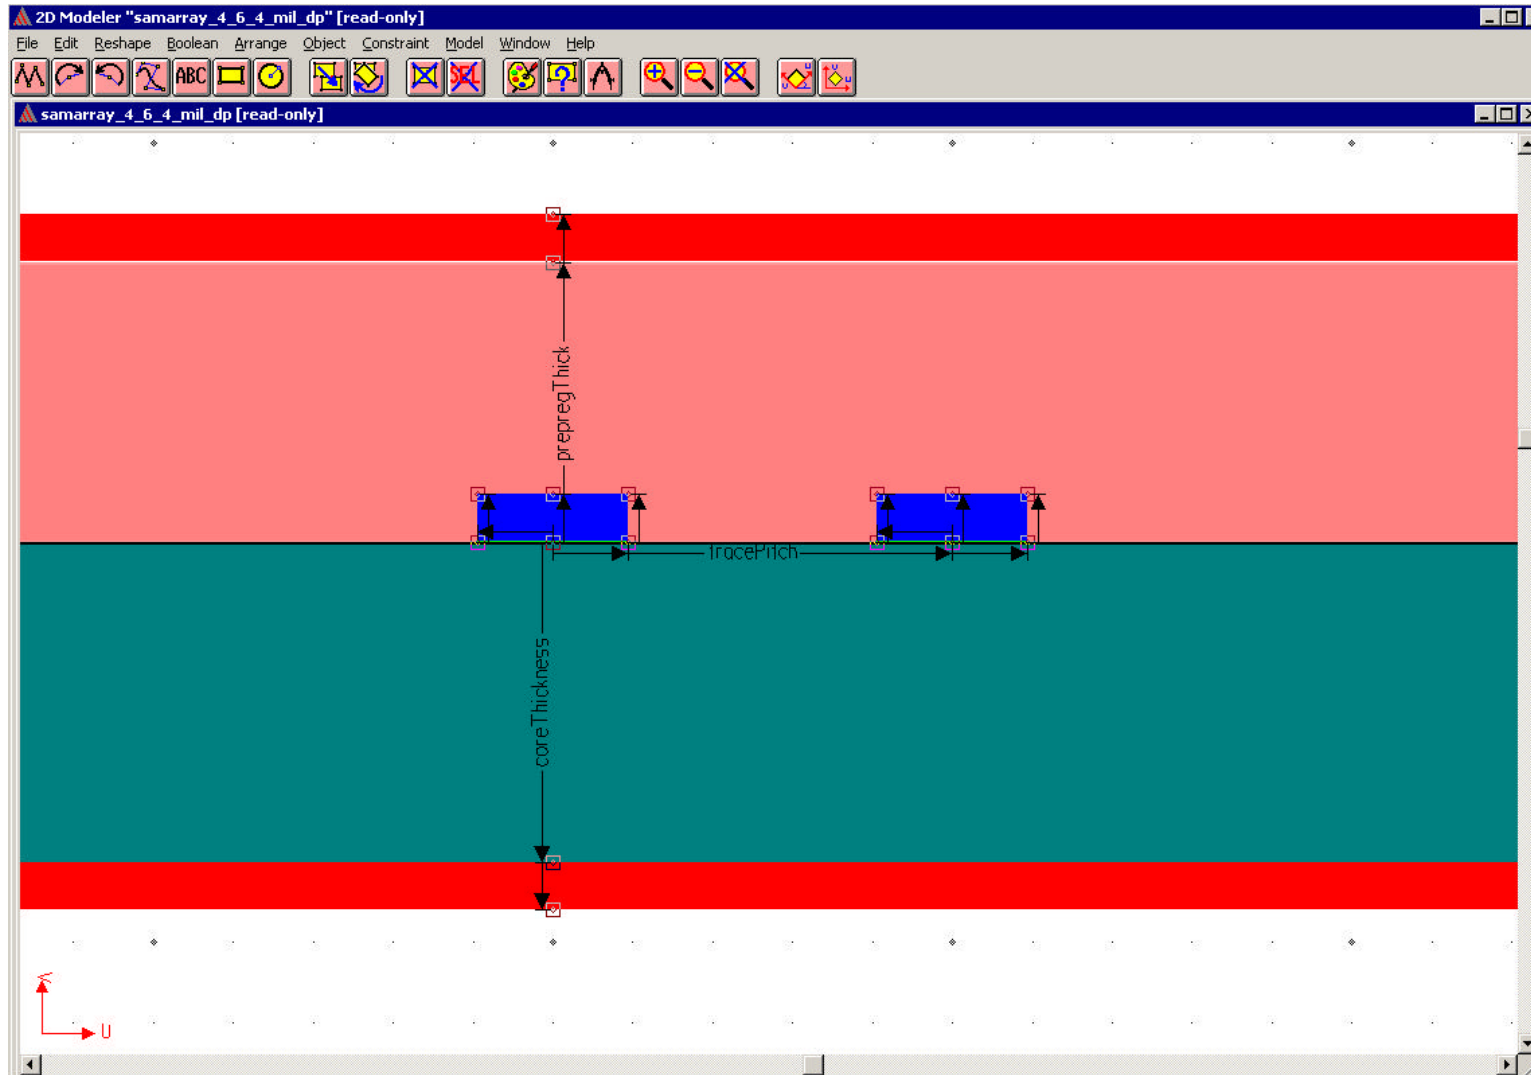 2D Modeler "samarray_4_6_4_mil_dp" [read-only]
File Edit Reshape Boolean Arrange Object Constraint Model Window Help
ABC SEL
samarray_4_6_4_mil_dp [read-only]
prepregThick
tracePitch
coreThickness
V
U